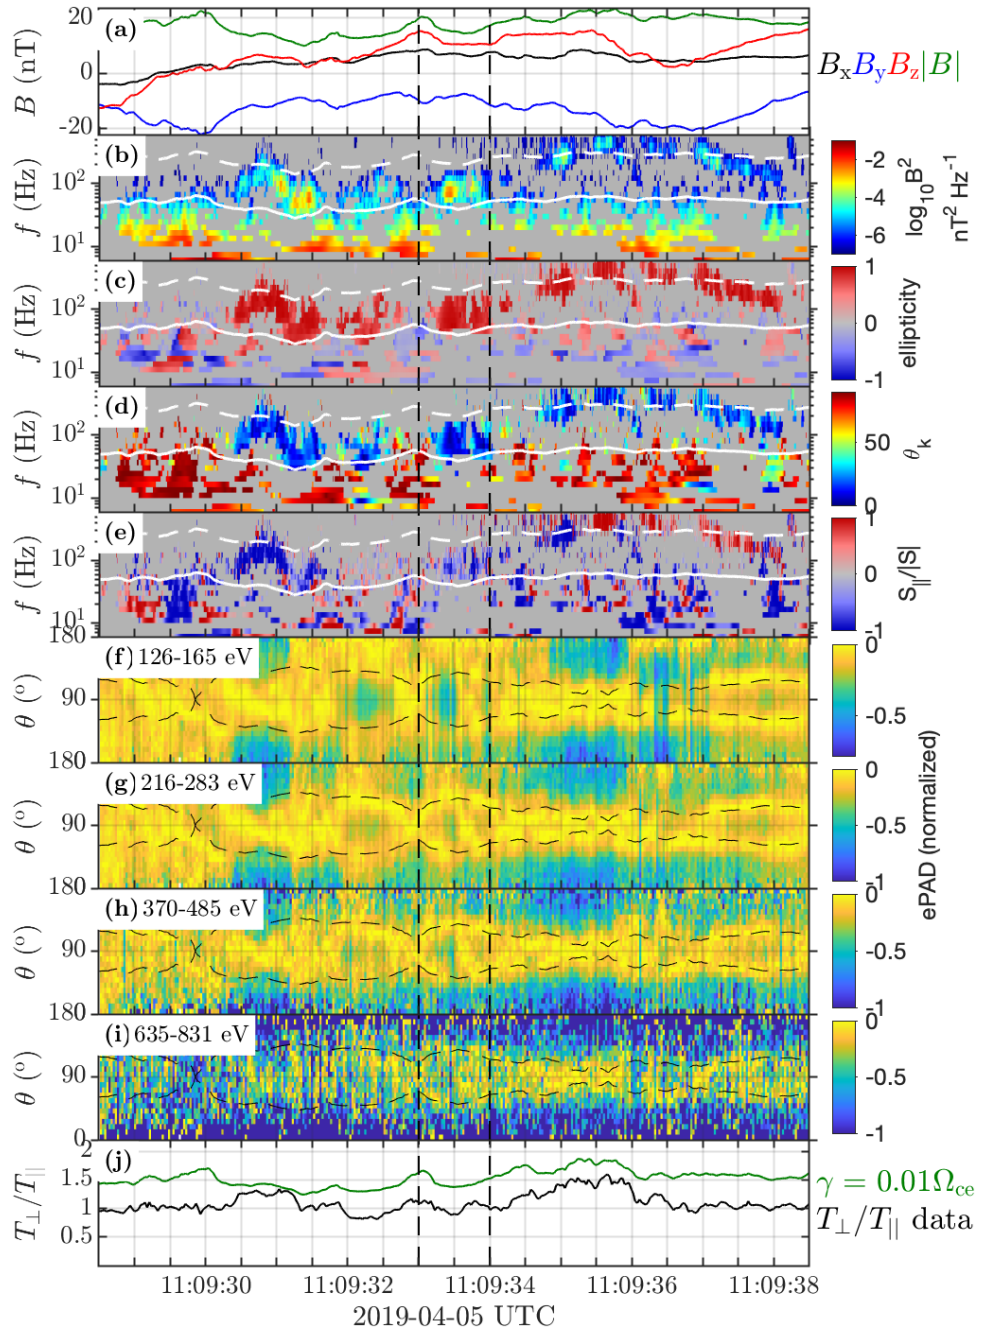 (a)
20
0
-20
B (nT)
BxByBz|B|
(b)
10²
10¹
f (Hz)
-2
-4
-6
log10B²
nT⁻² Hz⁻¹
(c)
10²
10¹
f (Hz)
1
0
-1
ellipticity
(d)
10²
10¹
f (Hz)
50
0
θk
(e)
10²
10¹
f (Hz)
1
0
-1
S||/|S|
(f) 126-165 eV
180
90
180
θ (°)
0
-0.5
(g) 216-283 eV
90
180
θ (°)
0
-0.5
-1
ePAD (normalized)
(h) 370-485 eV
90
180
θ (°)
0
-0.5
-1
(i) 635-831 eV
90
0
θ (°)
0
-0.5
-1
(j)
2
1.5
1
0.5
T⊥/T||
γ = 0.01Ωce
T⊥/T|| data
11:09:30 11:09:32 11:09:34 11:09:36 11:09:38
2019-04-05 UTC